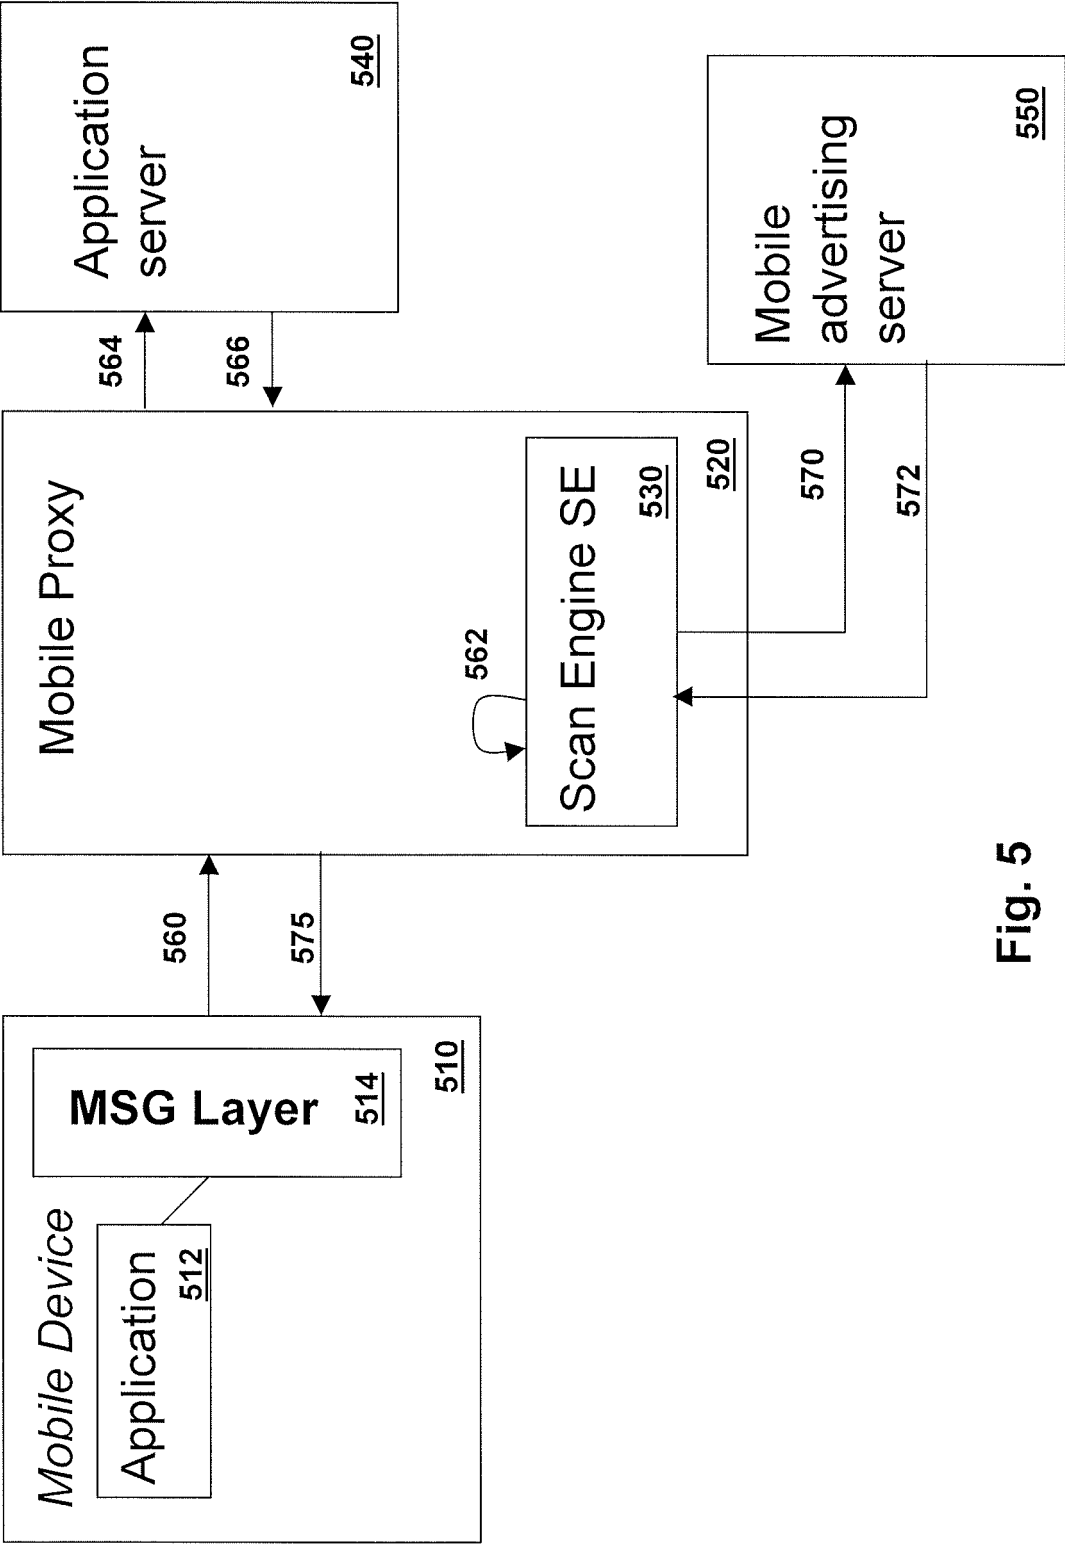 Mobile Device
Application
512
MSG Layer
514
510
560
575
Mobile Proxy
562
Scan Engine SE
530
520
564
566
Application
server
540
570
572
Mobile
advertising
server
550
Fig. 5